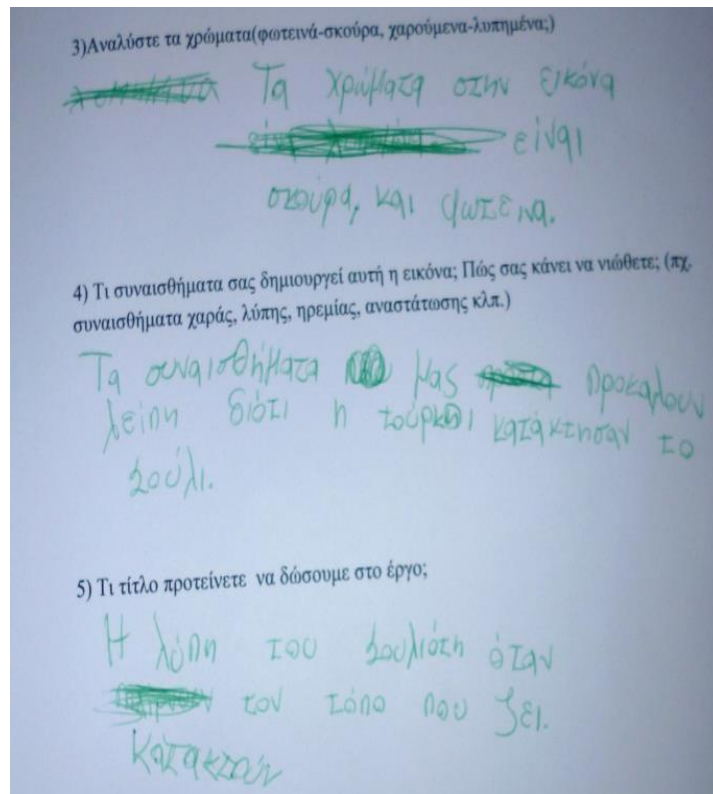 3)Αναλύστε τα χρώματα(φωτεινά-σκούρα, χαρούμενα-λυπημένα;)
Τα χρώματα στην εικόνα
είναι
σκούρα, και φωτεινα.
4) Τι συναισθήματα σας δημιουργεί αυτή η εικόνα; Πώς σας κάνει να νιώθετε; (πχ.
συναισθήματα χαράς, λύπης, ηρεμίας, αναστάτωσης κλπ.)
Τα συναισθήματα μας προκαλουν
λείπη διότι η τούρκοι κατάκτησαν το
Σούλι.
5) Τι τίτλο προτείνετε να δώσουμε στο έργο;
Η λύπη του Σουλιότη όταν
τον τόπο που ζει.
κατακτούν